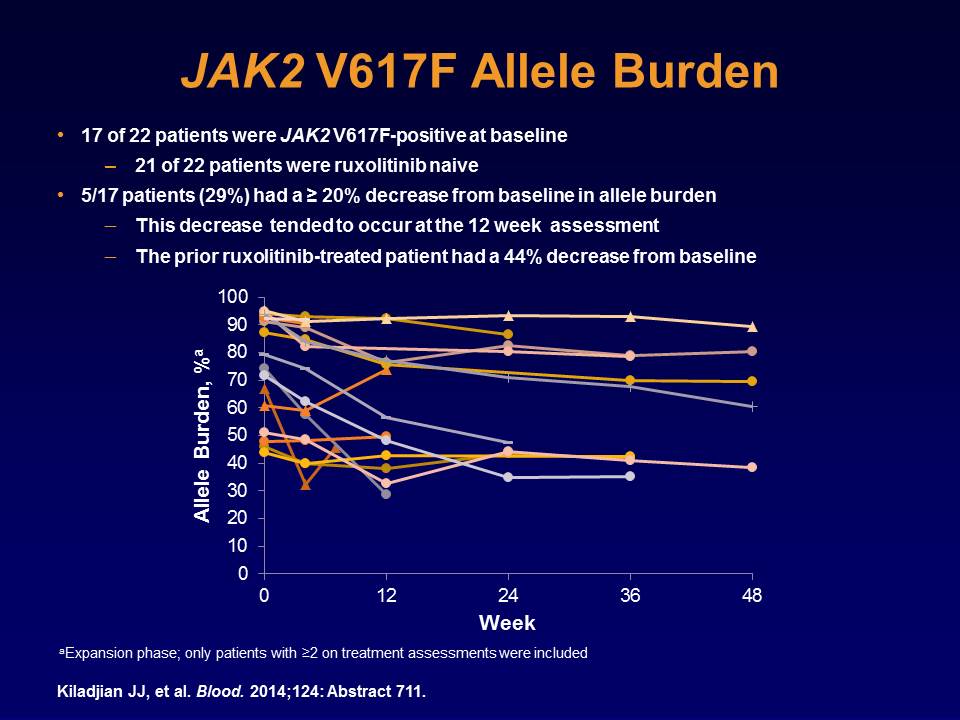 JAK2 V617F Allele Burden
• 17 of 22 patients were JAK2 V617F-positive at baseline
– 21 of 22 patients were ruxolitinib naive
• 5/17 patients (29%) had a ≥ 20% decrease from baseline in allele burden
– This decrease tended to occur at the 12 week assessment
– The prior ruxolitinib-treated patient had a 44% decrease from baseline
Allele Burden, %ᵃ
100
90
80
70
60
50
40
30
20
10
0
0 12 24 36 48
Week
ᵃExpansion phase; only patients with ≥2 on treatment assessments were included
Kiladjian JJ, et al. Blood. 2014;124: Abstract 711.